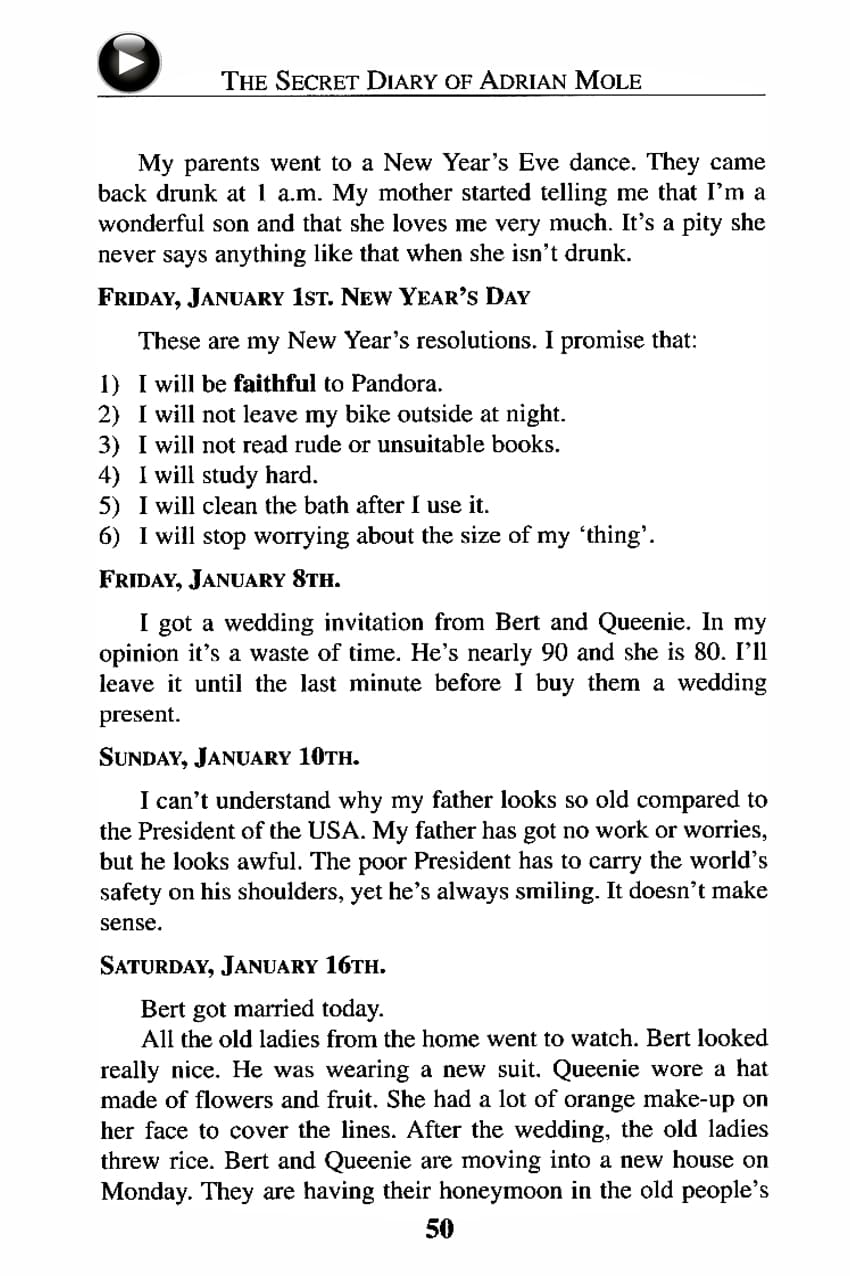 THE SECRET DIARY OF ADRIAN MOLE
My parents went to a New Year's Eve dance. They came
back drunk at 1 a.m. My mother started telling me that I'm a
wonderful son and that she loves me very much. It's a pity she
never says anything like that when she isn't drunk.
FRIDAY, JANUARY 1ST. NEW YEAR'S DAY
These are my New Year's resolutions. I promise that:
1) I will be faithful to Pandora.
2) I will not leave my bike outside at night.
3) I will not read rude or unsuitable books.
4) I will study hard.
5) I will clean the bath after I use it.
6) I will stop worrying about the size of my ‘thing’.
FRIDAY, JANUARY 8TH.
I got a wedding invitation from Bert and Queenie. In my
opinion it's a waste of time. He's nearly 90 and she is 80. I'll
leave it until the last minute before I buy them a wedding
present.
SUNDAY, JANUARY 10TH.
I can't understand why my father looks so old compared to
the President of the USA. My father has got no work or worries,
but he looks awful. The poor President has to carry the world's
safety on his shoulders, yet he's always smiling. It doesn't make
sense.
SATURDAY, JANUARY 16TH.
Bert got married today.
All the old ladies from the home went to watch. Bert looked
really nice. He was wearing a new suit. Queenie wore a hat
made of flowers and fruit. She had a lot of orange make-up on
her face to cover the lines. After the wedding, the old ladies
threw rice. Bert and Queenie are moving into a new house on
Monday. They are having their honeymoon in the old people's
50